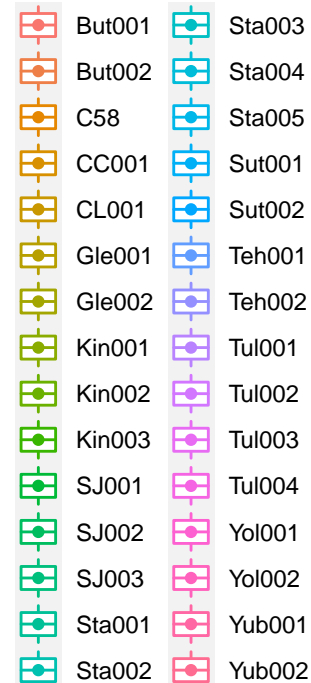 But001
But002
C58
CC001
CL001
Gle001
Gle002
Kin001
Kin002
Kin003
SJ001
SJ002
SJ003
Sta001
Sta002
Sta003
Sta004
Sta005
Sut001
Sut002
Teh001
Teh002
Tul001
Tul002
Tul003
Tul004
Yol001
Yol002
Yub001
Yub002